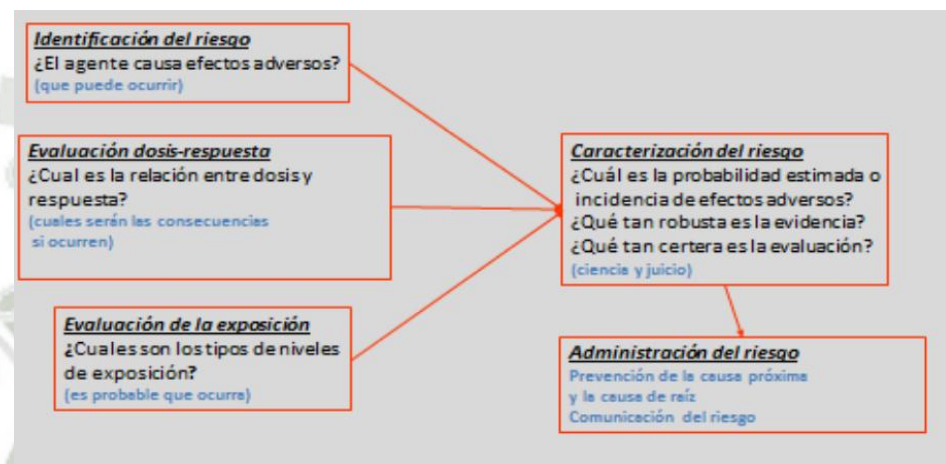 Identificación del riesgo
¿El agente causa efectos adversos?
(que puede ocurrir)
Evaluación dosis-respuesta
¿Cual es la relación entre dosis y
respuesta?
(cuales serán las consecuencias
si ocurren)
Evaluación de la exposición
¿Cuales son los tipos de niveles
de exposición?
(es probable que ocurra)
Caracterización del riesgo
¿Cuál es la probabilidad estimada o
incidencia de efectos adversos?
¿Qué tan robusta es la evidencia?
¿Qué tan certera es la evaluación?
(ciencia y juicio)
Administración del riesgo
Prevención de la causa próxima
y la causa de raíz
Comunicación del riesgo